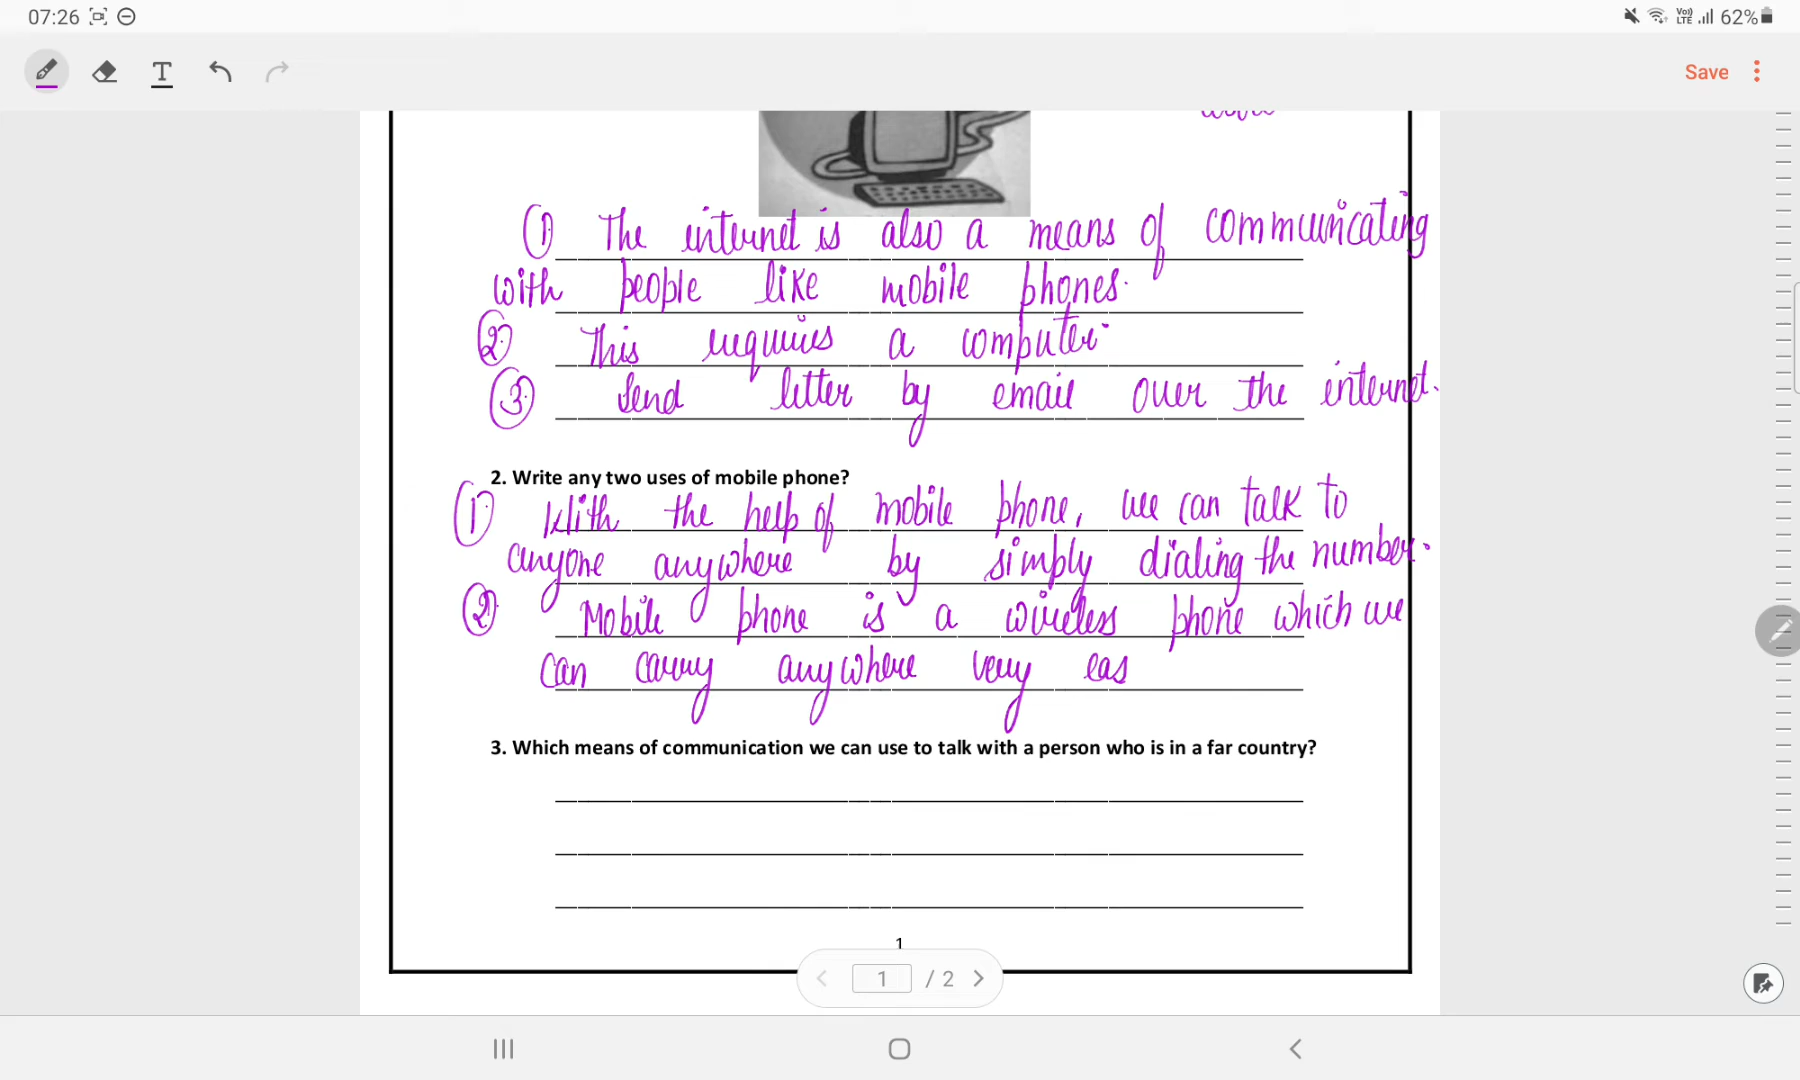 07:26
Vo)) LTE 62%
T Save
① The internet is also a means of communicating
with people like mobile phones.
② This requires a computer.
③ Send letter by email over the internet.
2. Write any two uses of mobile phone?
① With the help of mobile phone, we can talk to
anyone anywhere by simply dialing the number.
② Mobile phone is a wireless phone which we
can carry anywhere very eas
3. Which means of communication we can use to talk with a person who is in a far country?
1
1 / 2